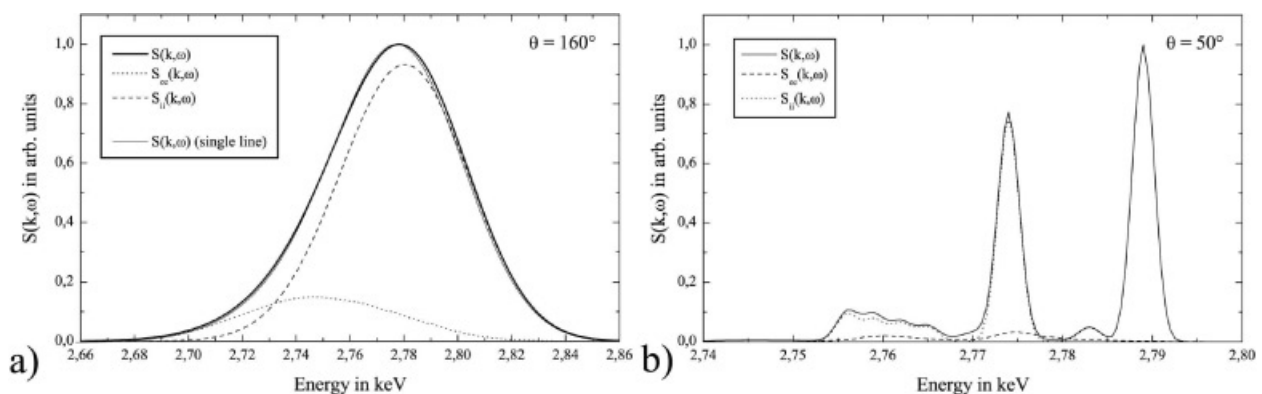 1,0
0,8
0,6
0,4
0,2
0,0
S(k,ω) in arb. units
θ = 160°
S(k,ω)
S_ee(k,ω)
S_ii(k,ω)
S(k,ω) (single line)
2,66 2,70 2,72 2,74 2,76 2,78 2,80 2,82 2,84 2,86
Energy in keV
a)
1,0
0,8
0,6
0,4
0,2
0,0
S(k,ω) in arb. units
θ = 50°
S(k,ω)
S_ee(k,ω)
S_ii(k,ω)
2,74 2,75 2,76 2,77 2,78 2,79 2,80
Energy in keV
b)